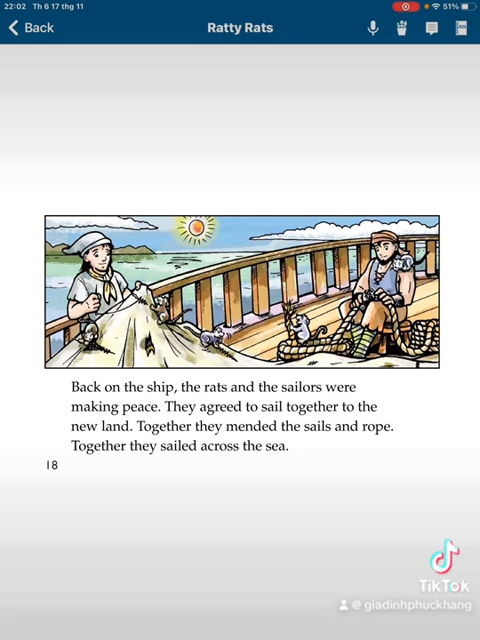 22:02 Th 6 17 thg 11 51%
Back Ratty Rats
Back on the ship, the rats and the sailors were
making peace. They agreed to sail together to the
new land. Together they mended the sails and rope.
Together they sailed across the sea.
18
TikTok
@giadinhphuckhang